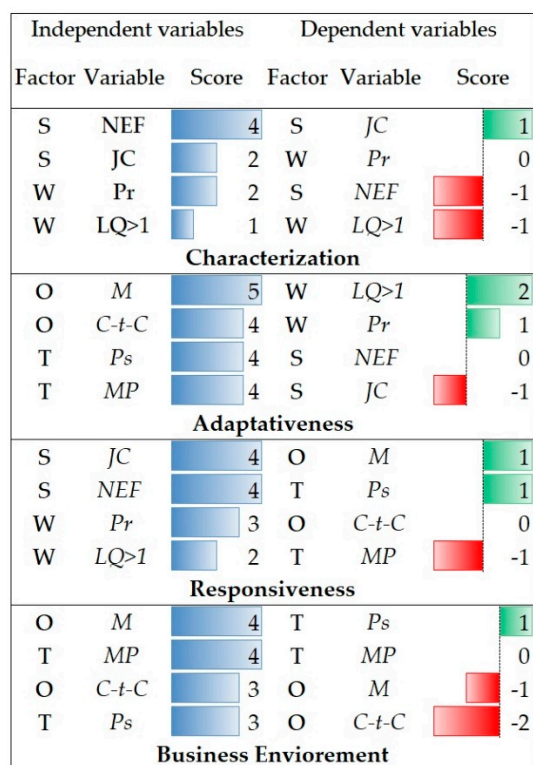 Independent variables Dependent variables
Factor Variable Score Factor Variable Score
S NEF 4 S JC 1
S JC 2 W Pr 0
W Pr 2 S NEF -1
W LQ>1 1 W LQ>1 -1
Characterization
O M 5 W LQ>1 2
O C-t-C 4 W Pr 1
T Ps 4 S NEF 0
T MP 4 S JC -1
Adaptativeness
S JC 4 O M 1
S NEF 4 T Ps 1
W Pr 3 O C-t-C 0
W LQ>1 2 T MP -1
Responsiveness
O M 4 T Ps 1
T MP 4 T MP 0
O C-t-C 3 O M -1
T Ps 3 O C-t-C -2
Business Enviorement